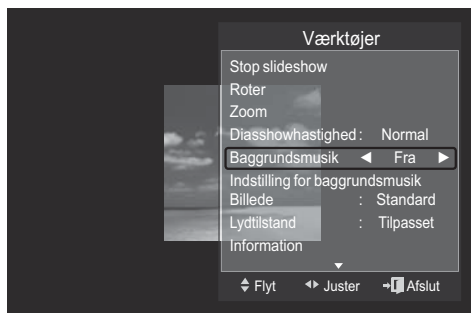 Værktøjer
Stop slideshow
Roter
Zoom
Diasshowhastighed : Normal
Baggrundsmusik ◄ Fra ►
Indstilling for baggrundsmusik
Billede : Standard
Lydtilstand : Tilpasset
Information
Flyt Juster Afslut